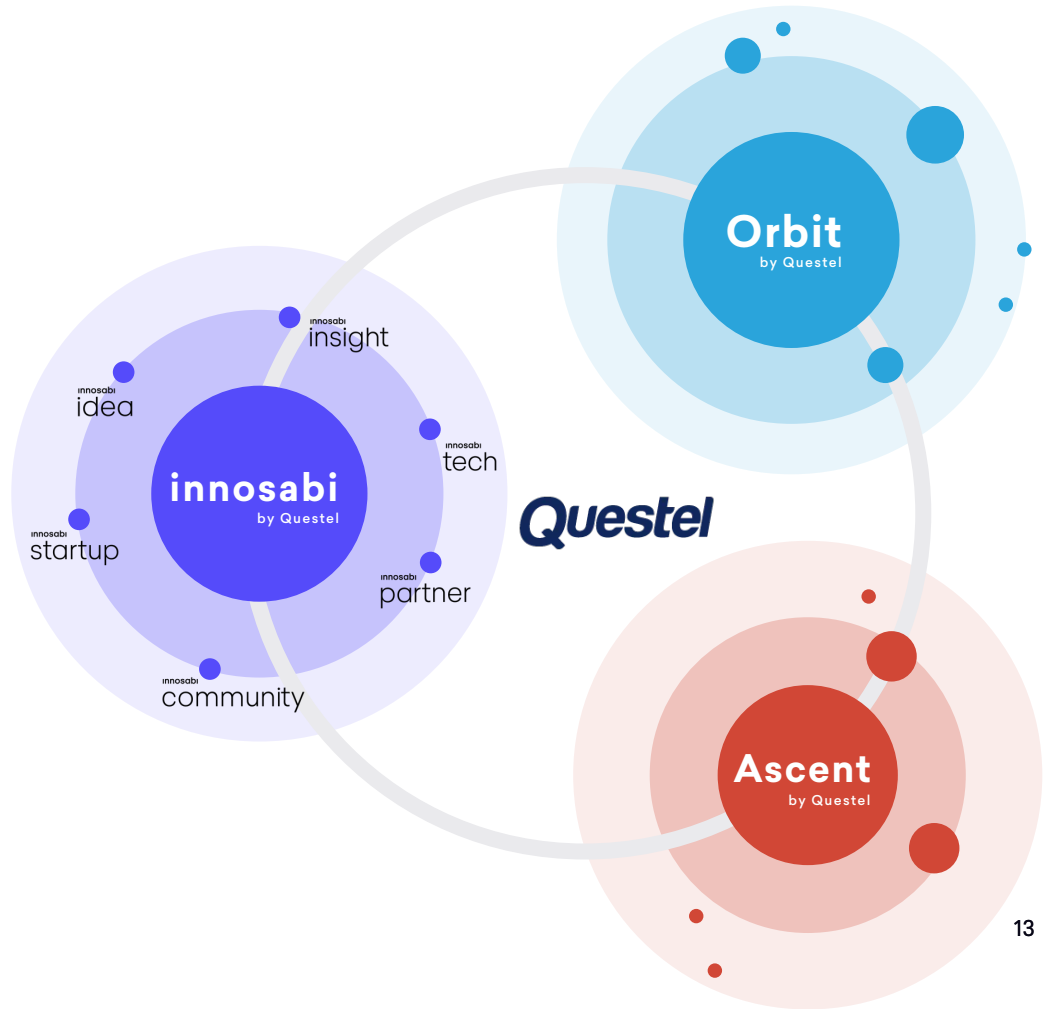 Orbit
by Questel
innosabi
insight
innosabi
idea
innosabi
tech
innosabi
by Questel
innosabi
startup
Questel
innosabi
partner
innosabi
community
Ascent
by Questel
13